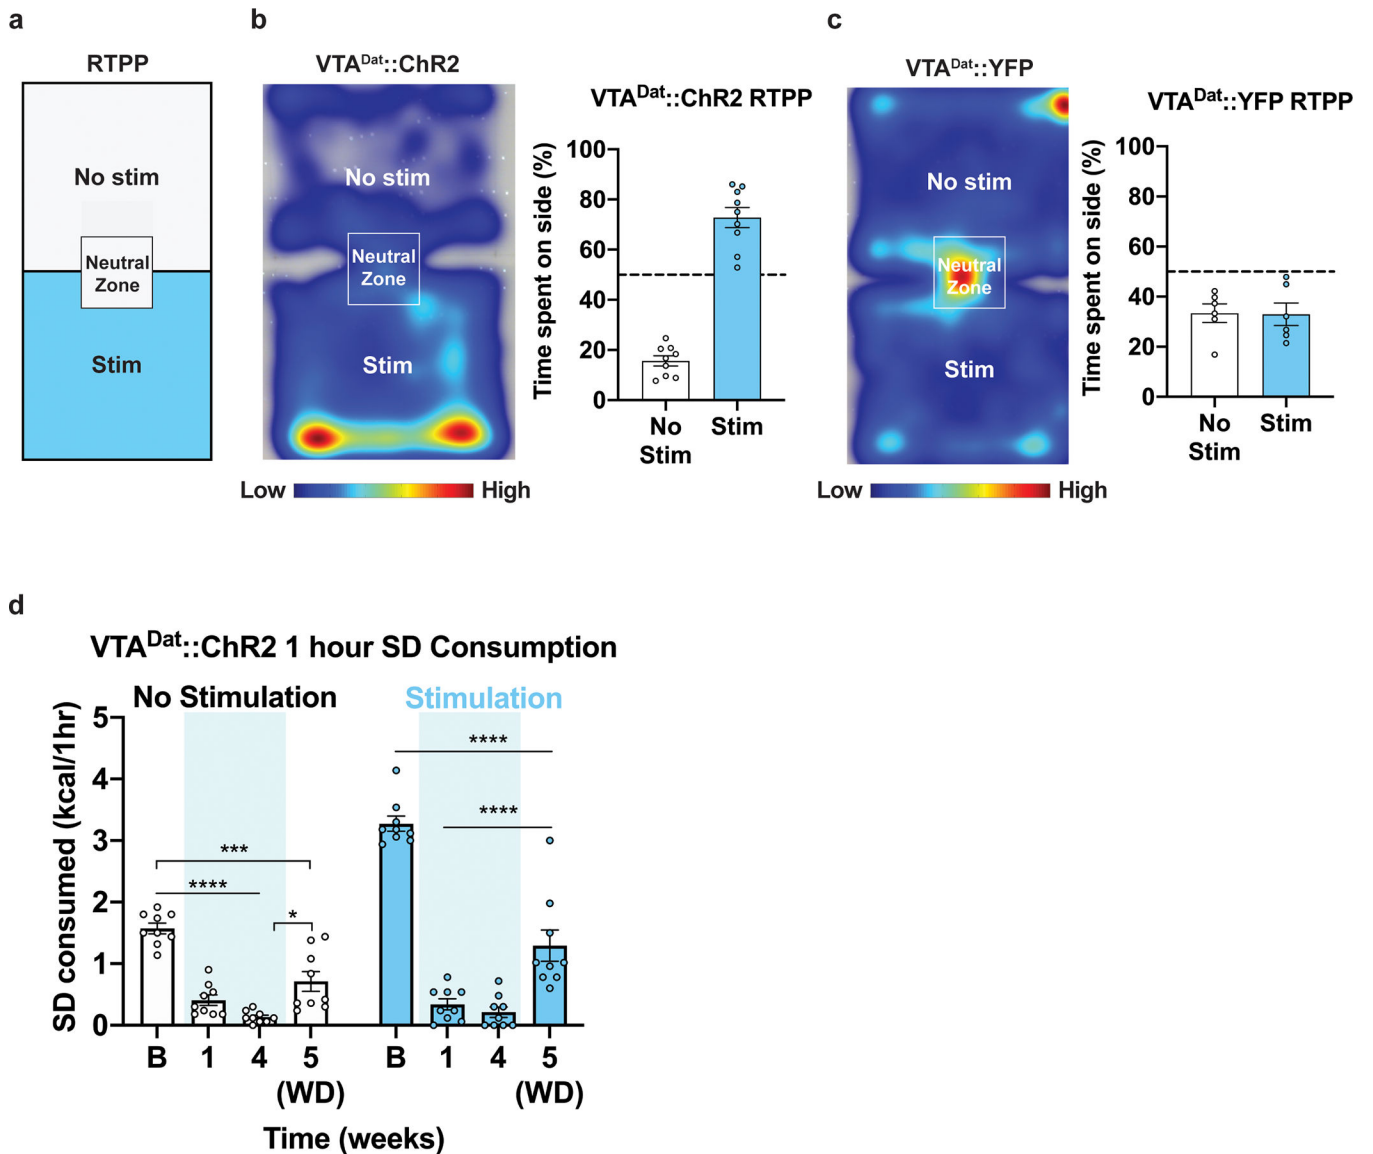 a
RTPP
No stim
Neutral
Zone
Stim
b
VTADat::ChR2
No stim
Neutral
Zone
Stim
Low
High
VTADat::ChR2 RTPP
Time spent on side (%)
100
80
60
40
20
0
No
Stim
Stim
c
VTADat::YFP
No stim
Neutral
Zone
Stim
Low
High
VTADat::YFP RTPP
Time spent on side (%)
100
80
60
40
20
0
No
Stim
Stim
d
VTADat::ChR2 1 hour SD Consumption
No Stimulation
Stimulation
SD consumed (kcal/1hr)
5
4
3
2
1
0
***
****
*
****
****
B 1 4 5 B 1 4 5
(WD) (WD)
Time (weeks)